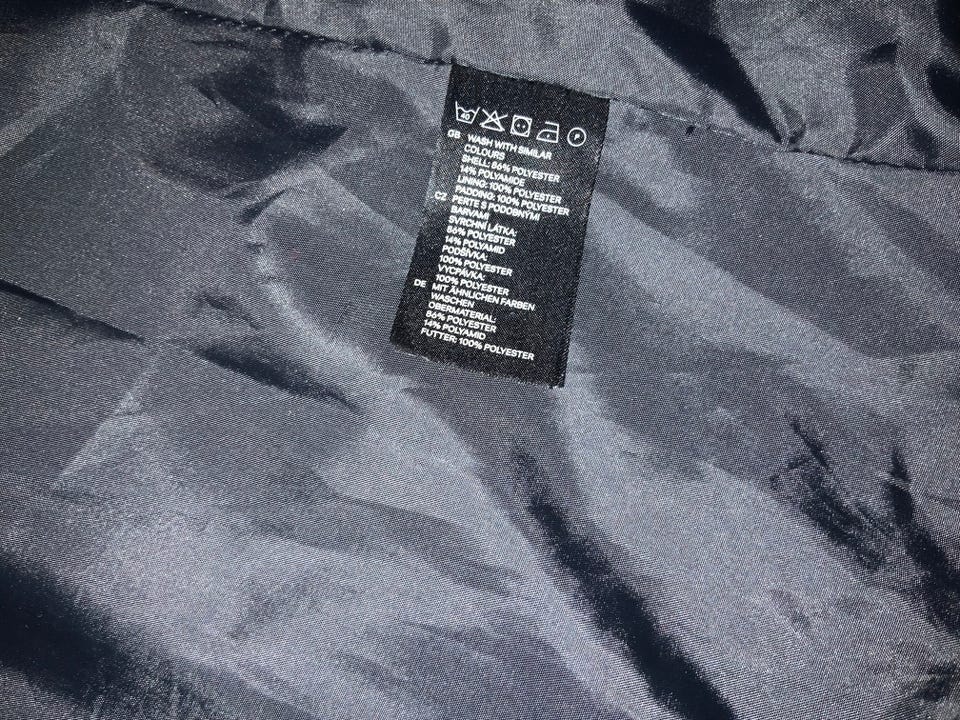 40 P
GB WASH WITH SIMILAR
COLOURS
SHELL: 86% POLYESTER
14% POLYAMIDE
LINING: 100% POLYESTER
PADDING: 100% POLYESTER
CZ PERTE S PODOBNÝMI
BARVAMI
SVRCHNÍ LÁTKA:
86% POLYESTER
14% POLYAMID
PODŠÍVKA:
100% POLYESTER
VYCPÁVKA:
100% POLYESTER
DE MIT ÄHNLICHEN FARBEN
WASCHEN
OBERMATERIAL:
86% POLYESTER
14% POLYAMID
FUTTER: 100% POLYESTER